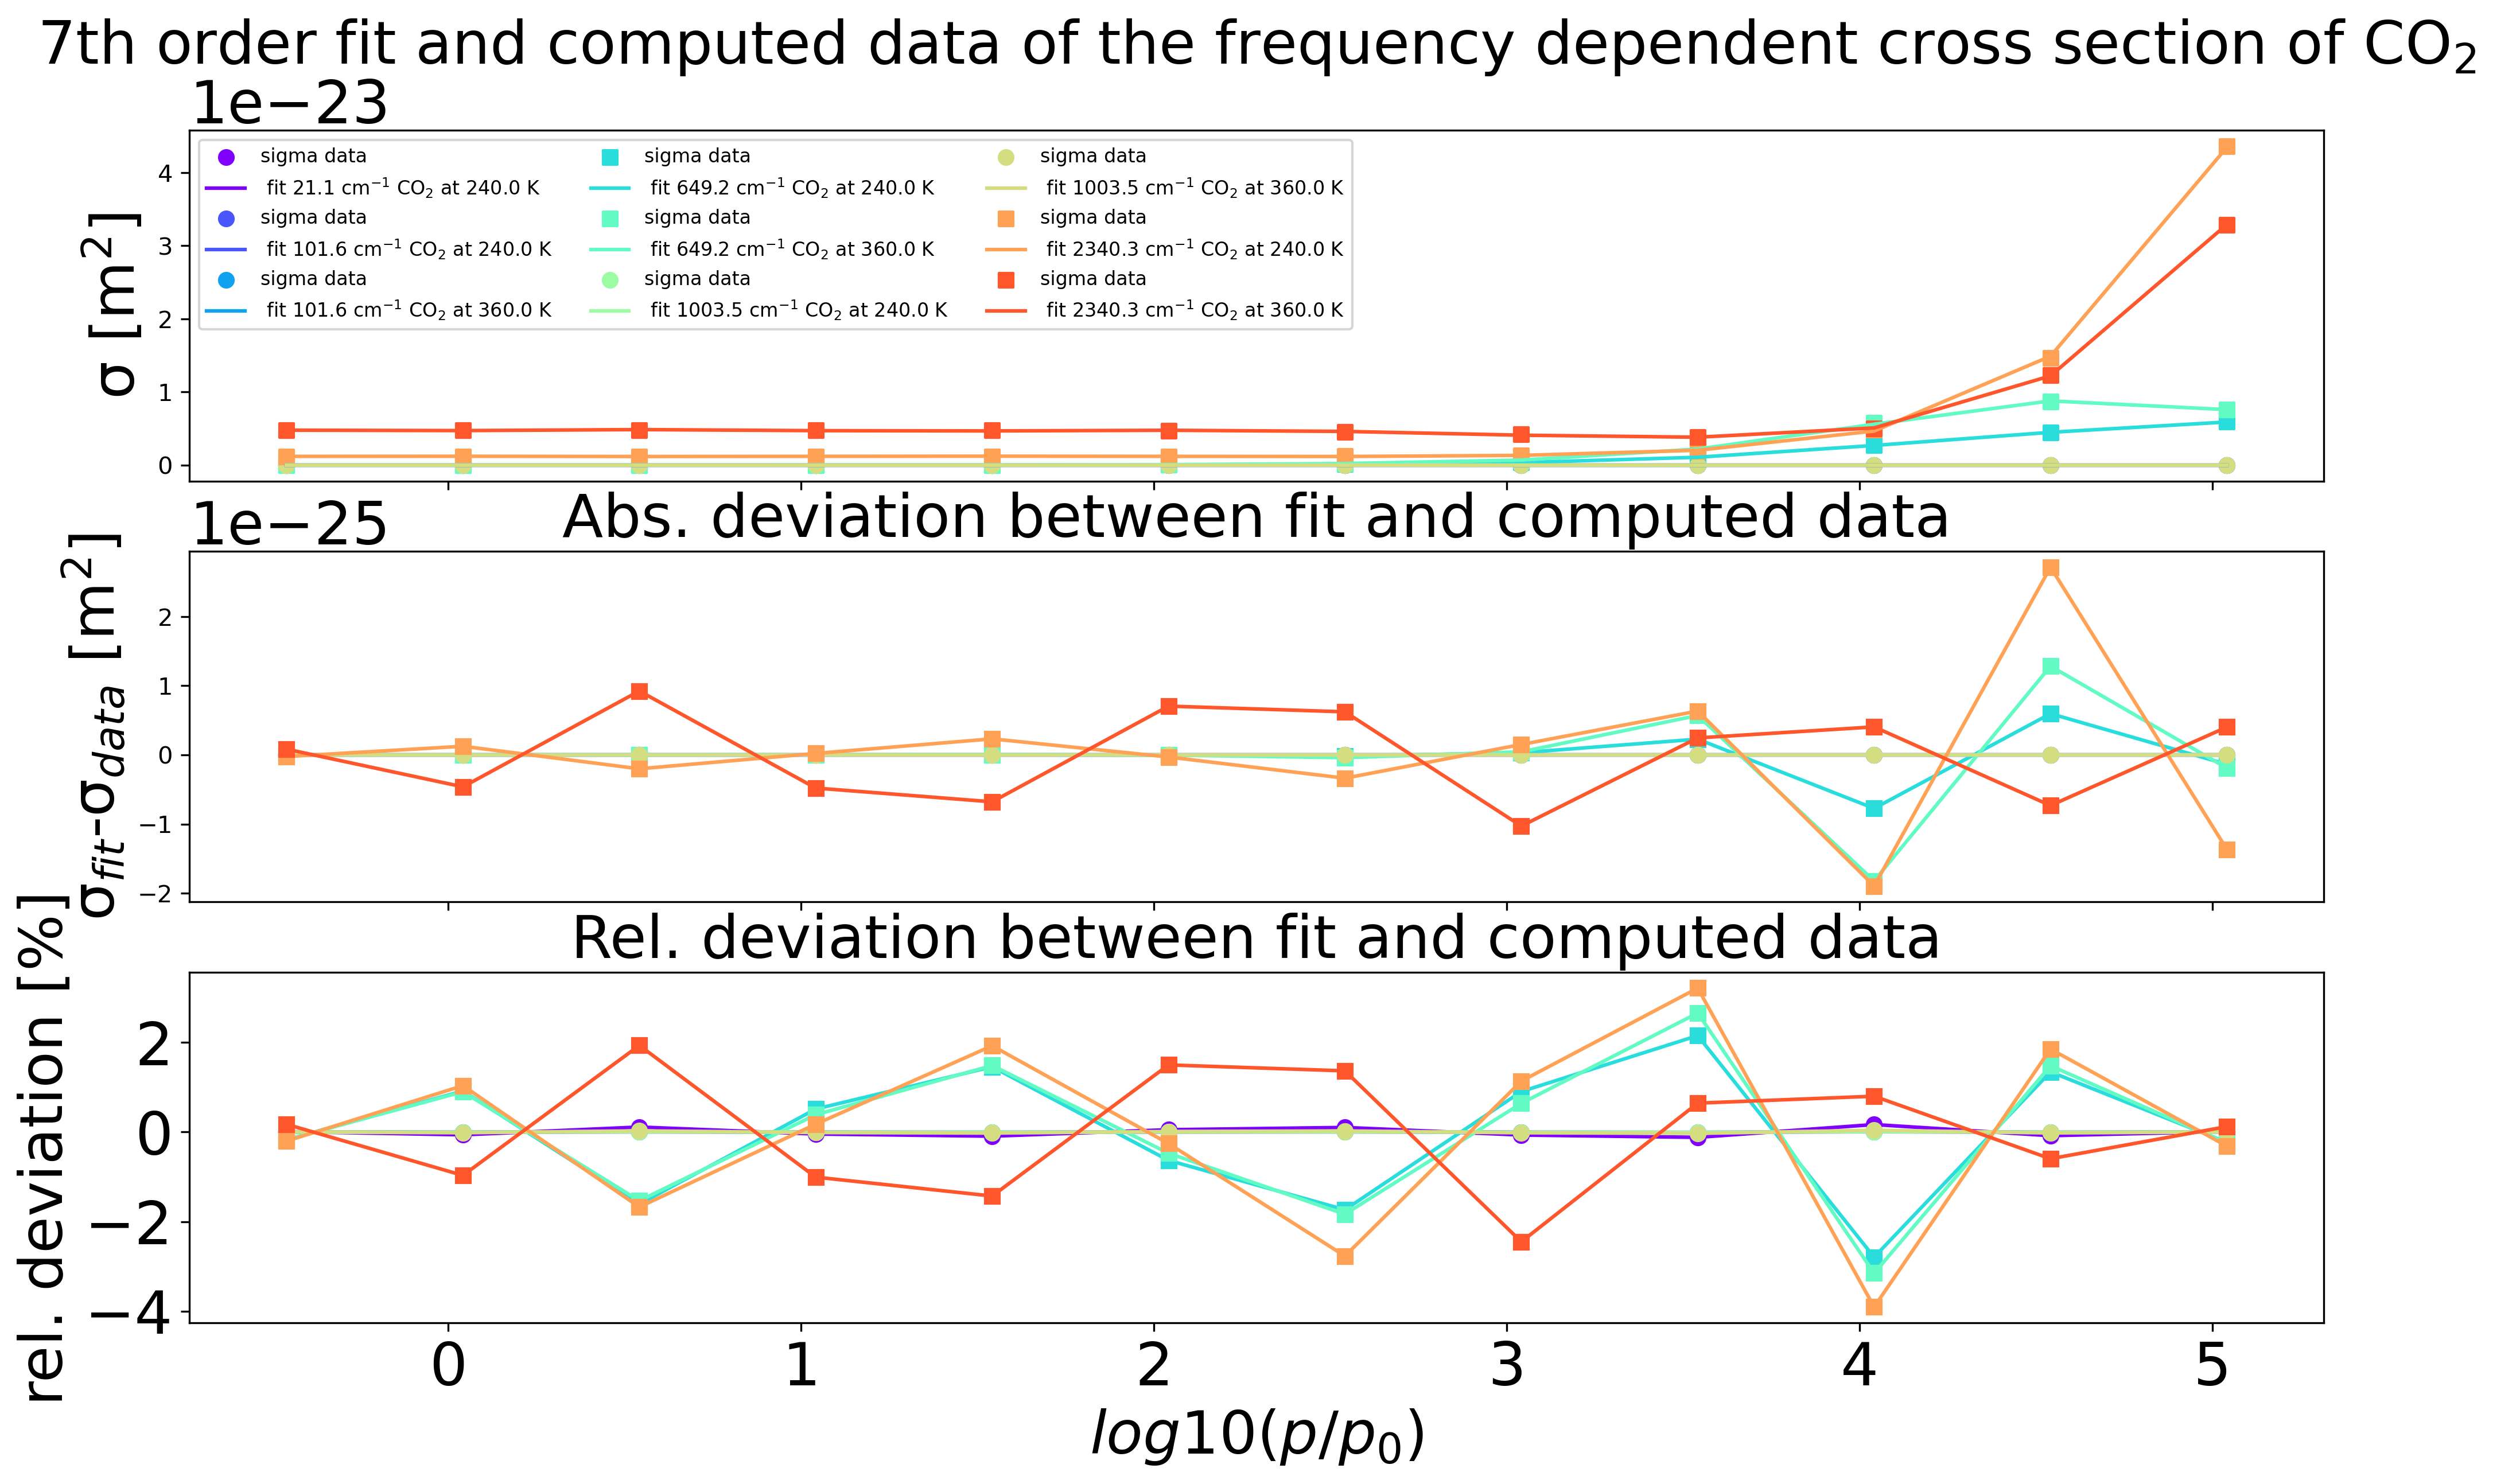 7th order fit and computed data of the frequency dependent cross section of CO₂
1e−23
σ [m²]
4
3
2
1
0
sigma data
fit 21.1 cm⁻¹ CO₂ at 240.0 K
sigma data
fit 101.6 cm⁻¹ CO₂ at 240.0 K
sigma data
fit 101.6 cm⁻¹ CO₂ at 360.0 K
sigma data
fit 649.2 cm⁻¹ CO₂ at 240.0 K
sigma data
fit 649.2 cm⁻¹ CO₂ at 360.0 K
sigma data
fit 1003.5 cm⁻¹ CO₂ at 240.0 K
sigma data
fit 1003.5 cm⁻¹ CO₂ at 360.0 K
sigma data
fit 2340.3 cm⁻¹ CO₂ at 240.0 K
sigma data
fit 2340.3 cm⁻¹ CO₂ at 360.0 K
Abs. deviation between fit and computed data
1e−25
σ_fit-σ_data [m²]
2
1
0
−1
−2
Rel. deviation between fit and computed data
rel. deviation [%]
2
0
−2
−4
0 1 2 3 4 5
log10(p/p₀)